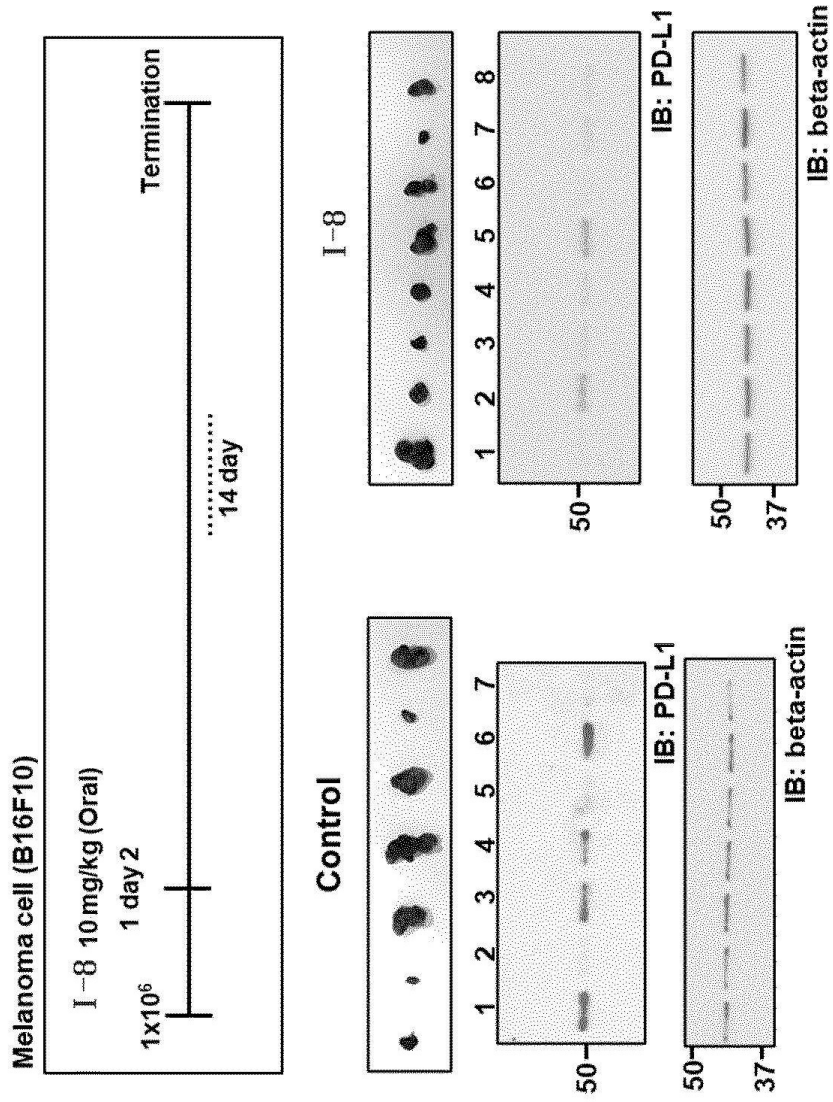 Melanoma cell (B16F10)
I-8 10 mg/kg (Oral)
1 day 2
1x10⁶
Termination
14 day
Control
1 2 3 4 5 6 7
50
IB: PD-L1
50
37
IB: beta-actin
I-8
1 2 3 4 5 6 7 8
50
IB: PD-L1
50
37
IB: beta-actin